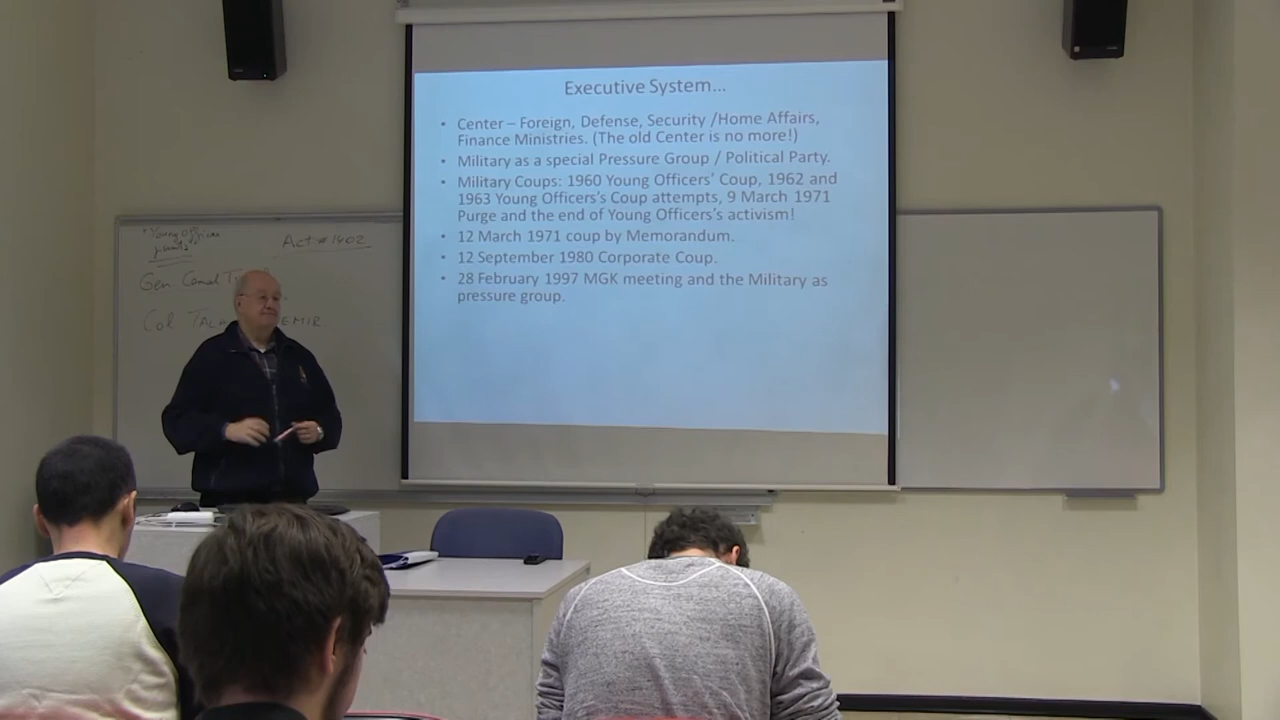 Executive System...
• Center – Foreign, Defense, Security /Home Affairs,
Finance Ministries. (The old Center is no more!)
• Military as a special Pressure Group / Political Party.
• Military Coups: 1960 Young Officers' Coup, 1962 and
1963 Young Officers's Coup attempts, 9 March 1971
Purge and the end of Young Officers's activism!
• 12 March 1971 coup by Memorandum.
• 12 September 1980 Corporate Coup.
• 28 February 1997 MGK meeting and the Military as
pressure group.
"Young Officers
Act # 1402
Gen Cemal
Col TALA EMIR